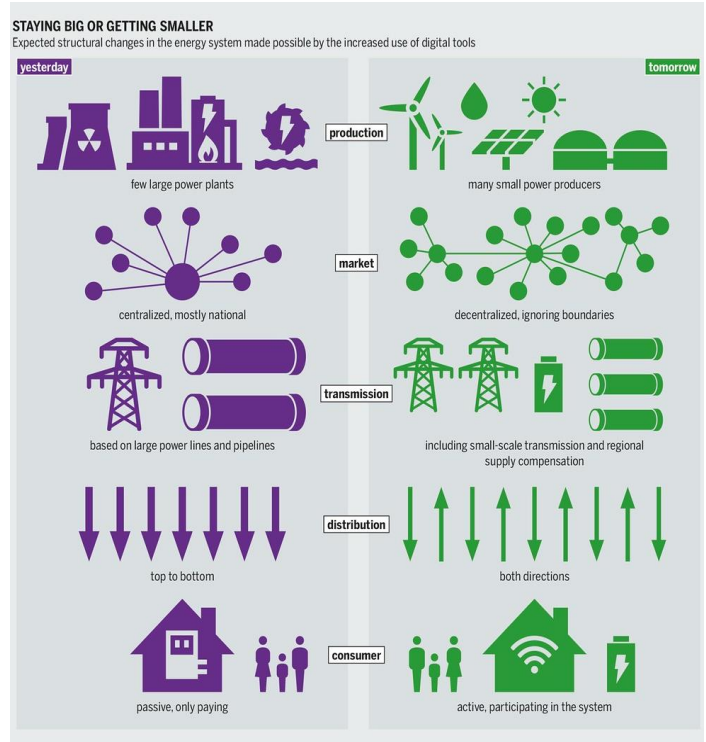 STAYING BIG OR GETTING SMALLER
Expected structural changes in the energy system made possible by the increased use of digital tools
yesterday
tomorrow
production
few large power plants
many small power producers
market
centralized, mostly national
decentralized, ignoring boundaries
transmission
based on large power lines and pipelines
including small-scale transmission and regional
supply compensation
distribution
top to bottom
both directions
consumer
passive, only paying
active, participating in the system